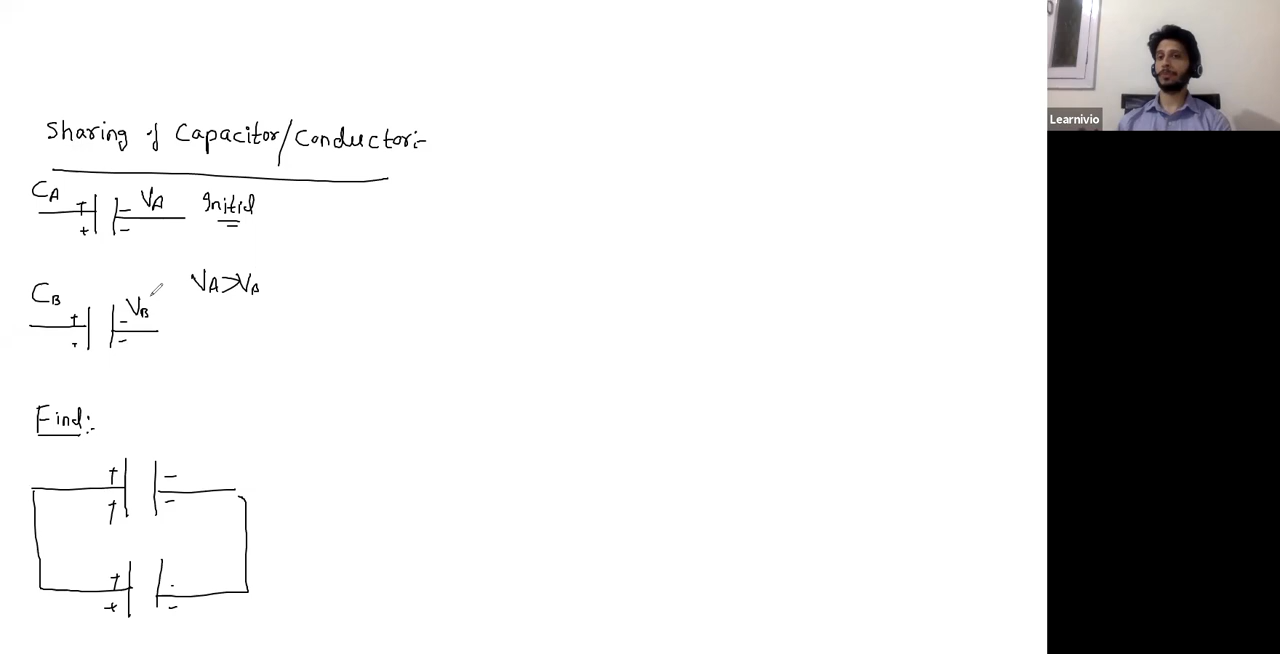 Sharing of Capacitor/Conductor:-
CA + - VA Initial
+ -
CB VA>VB
+ - VB
+ -
Find:-
+ -
+ -
+ -
+ -
Learnivio